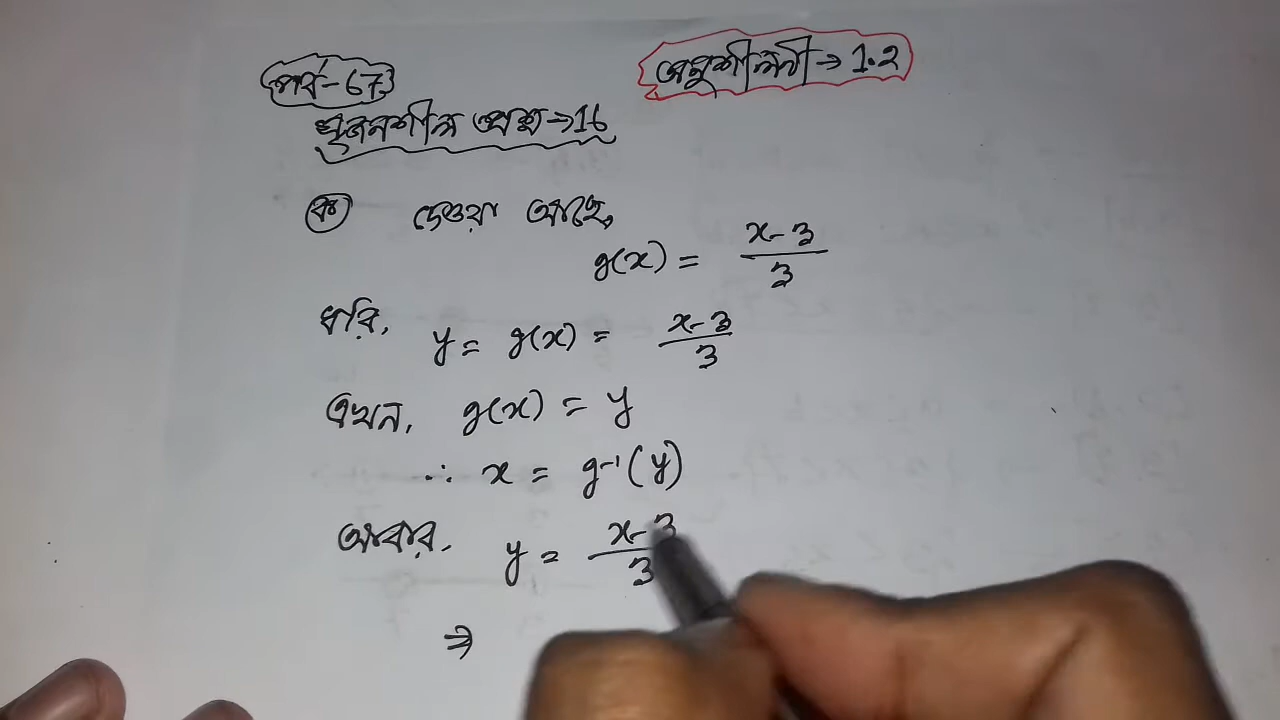 পর্ব-67
অনুশীলনী→1.2
সৃজনশীল প্রশ্ন→16
ক দেওয়া আছে,
g(x) = x-3/3
ধরি, y = g(x) = x-3/3
এখন, g(x) = y
∴ x = g⁻¹(y)
আবার, y = x-3/3
⇒